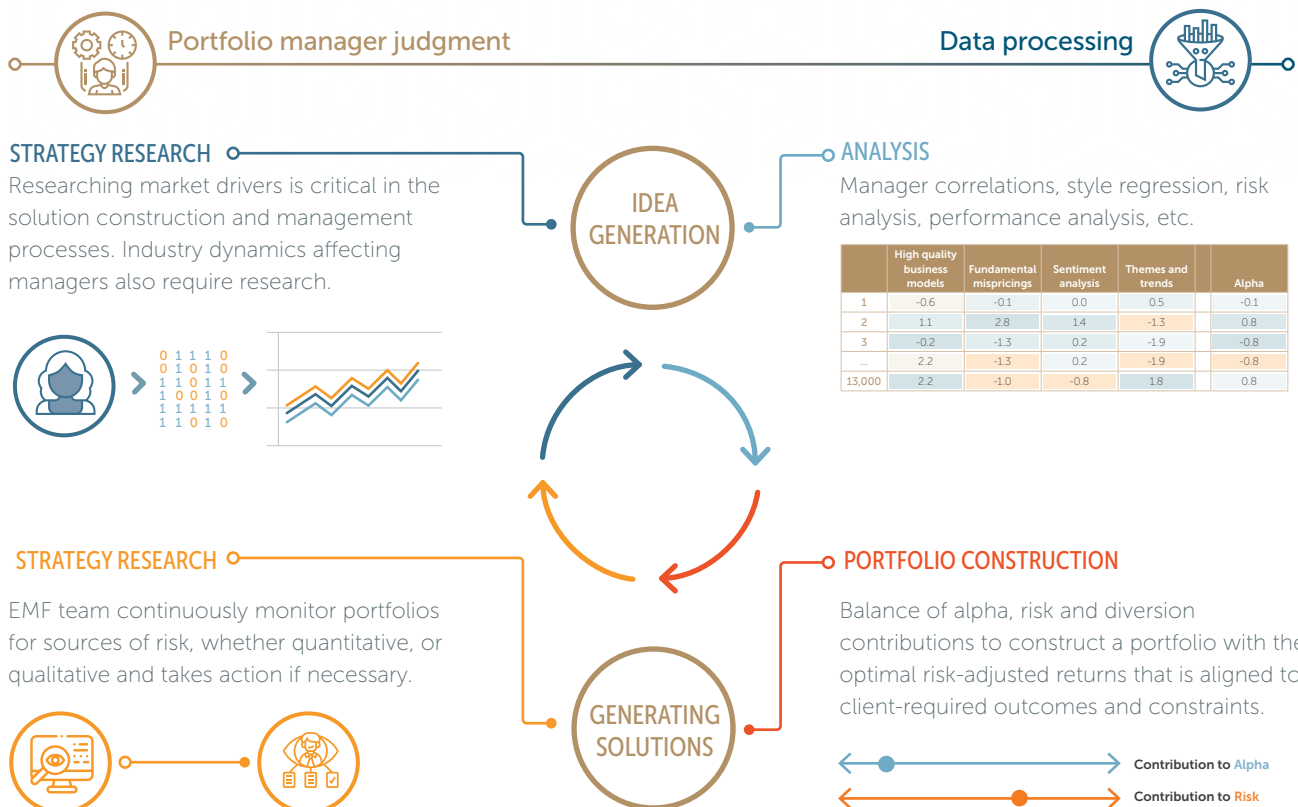 Portfolio manager judgment
Data processing
STRATEGY RESEARCH
Researching market drivers is critical in the
solution construction and management
processes. Industry dynamics affecting
managers also require research.
0 1 1 1 0
0 1 0 1 0
1 1 0 1 1
1 0 0 1 0
1 1 1 1 1
1 1 0 1 0
IDEA
GENERATION
ANALYSIS
Manager correlations, style regression, risk
analysis, performance analysis, etc.
High quality business models Fundamental mispricings Sentiment analysis Themes and trends Alpha
1 -0.6 -0.1 0.0 0.5 -0.1
2 1.1 2.8 1.4 -1.3 0.8
3 -0.2 -1.3 0.2 -1.9 -0.8
... 2.2 -1.3 0.2 -1.9 -0.8
13,000 2.2 -1.0 -0.8 1.8 0.8
STRATEGY RESEARCH
EMF team continuously monitor portfolios
for sources of risk, whether quantitative, or
qualitative and takes action if necessary.
GENERATING
SOLUTIONS
PORTFOLIO CONSTRUCTION
Balance of alpha, risk and diversion
contributions to construct a portfolio with the
optimal risk-adjusted returns that is aligned to
client-required outcomes and constraints.
Contribution to Alpha
Contribution to Risk